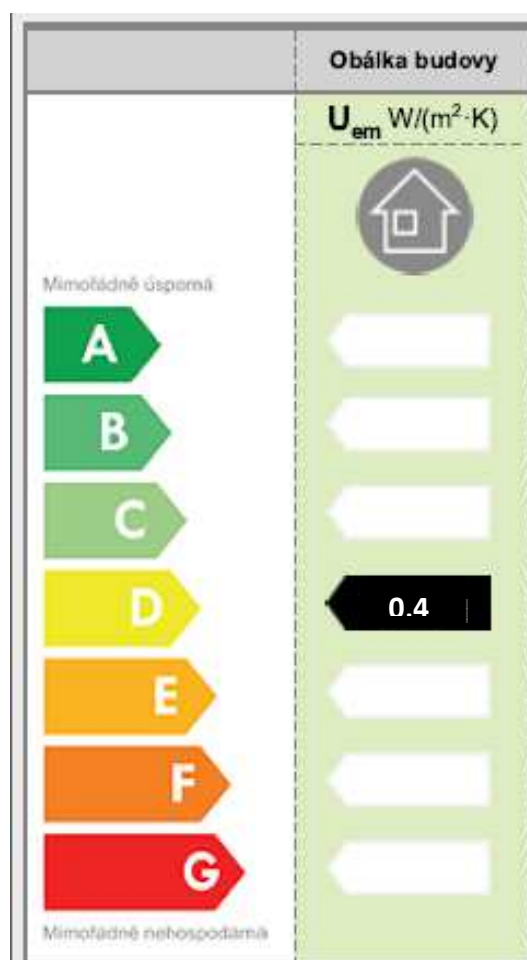 Obálka budovy
Uem W/(m²·K)
Mimořádně úsporná
A
B
C
D
0.4
E
F
G
Mimořádně nehospodárná